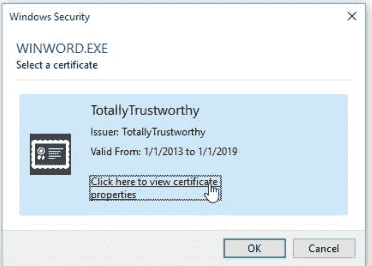 Windows Security
WINWORD.EXE
Select a certificate
TotallyTrustworthy
Issuer: TotallyTrustworthy
Valid From: 1/1/2013 to 1/1/2019
Click here to view certificate
properties
OK Cancel